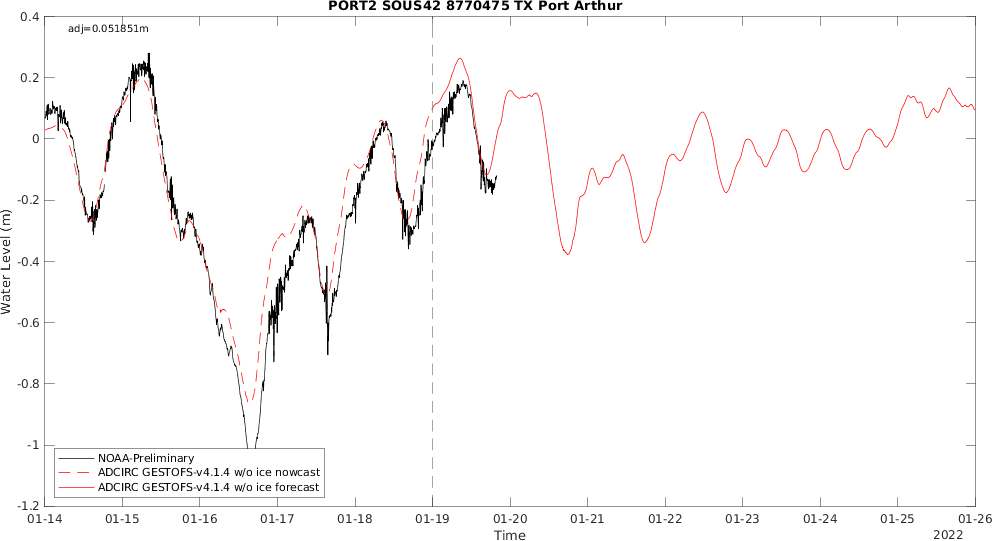 PORT2 SOUS42 8770475 TX Port Arthur
adj=0.051851m
0.4
0.2
0
-0.2
-0.4
-0.6
-0.8
-1
-1.2
Water Level (m)
NOAA-Preliminary
ADCIRC GESTOFS-v4.1.4 w/o ice nowcast
ADCIRC GESTOFS-v4.1.4 w/o ice forecast
01-14 01-15 01-16 01-17 01-18 01-19 01-20 01-21 01-22 01-23 01-24 01-25 01-26
Time
2022